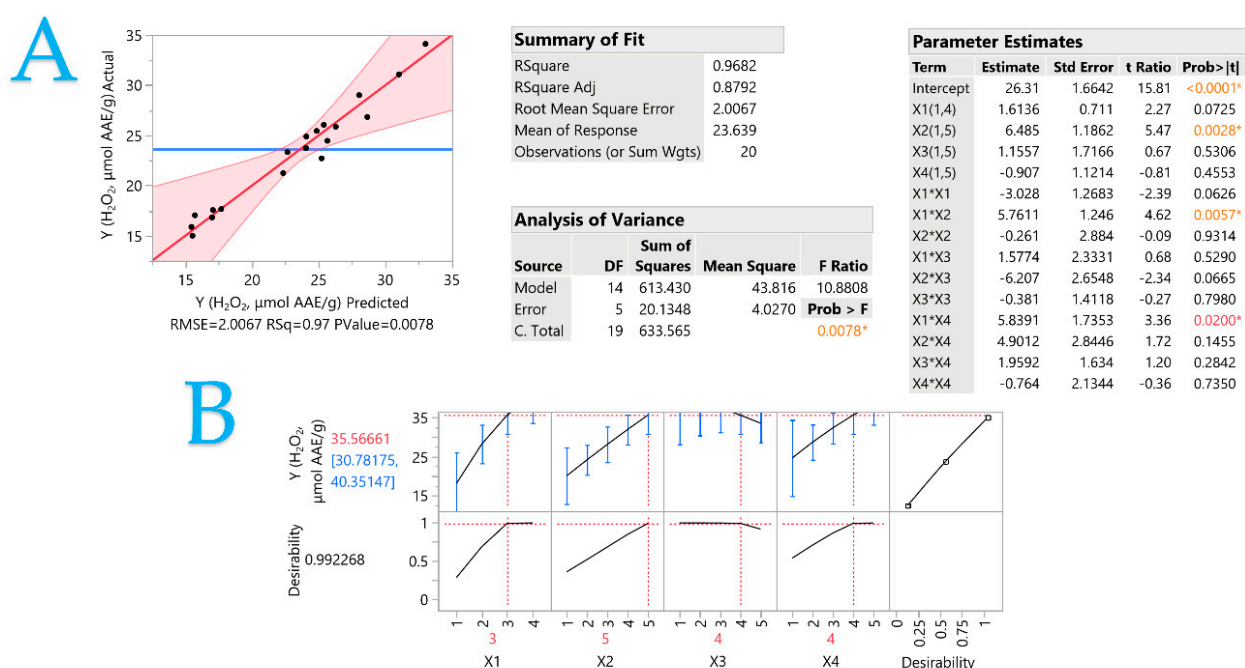 A
Y (H₂O₂, μmol AAE/g) Actual
35
30
25
20
15
15 20 25 30 35
Y (H₂O₂, μmol AAE/g) Predicted
RMSE=2.0067 RSq=0.97 PValue=0.0078
Summary of Fit
RSquare 0.9682
RSquare Adj 0.8792
Root Mean Square Error 2.0067
Mean of Response 23.639
Observations (or Sum Wgts) 20
Analysis of Variance
Sum of
Source DF Squares Mean Square F Ratio
Model 14 613.430 43.816 10.8808
Error 5 20.1348 4.0270 Prob > F
C. Total 19 633.565 0.0078*
Parameter Estimates
Term Estimate Std Error t Ratio Prob>|t|
Intercept 26.31 1.6642 15.81 <0.0001*
X1(1,4) 1.6136 0.711 2.27 0.0725
X2(1,5) 6.485 1.1862 5.47 0.0028*
X3(1,5) 1.1557 1.7166 0.67 0.5306
X4(1,5) -0.907 1.1214 -0.81 0.4553
X1*X1 -3.028 1.2683 -2.39 0.0626
X1*X2 5.7611 1.246 4.62 0.0057*
X2*X2 -0.261 2.884 -0.09 0.9314
X1*X3 1.5774 2.3331 0.68 0.5290
X2*X3 -6.207 2.6548 -2.34 0.0665
X3*X3 -0.381 1.4118 -0.27 0.7980
X1*X4 5.8391 1.7353 3.36 0.0200*
X2*X4 4.9012 2.8446 1.72 0.1455
X3*X4 1.9592 1.634 1.20 0.2842
X4*X4 -0.764 2.1344 -0.36 0.7350
B
Y (H₂O₂,
μmol AAE/g)
35.56661
[30.78175,
40.35147]
35
25
15
Desirability
0.992268
1
0.5
0
1 2 3 4 1 2 3 4 5 1 2 3 4 5 1 2 3 4 5 0 0.25 0.5 0.75 1
3 5 4 4
X1 X2 X3 X4 Desirability